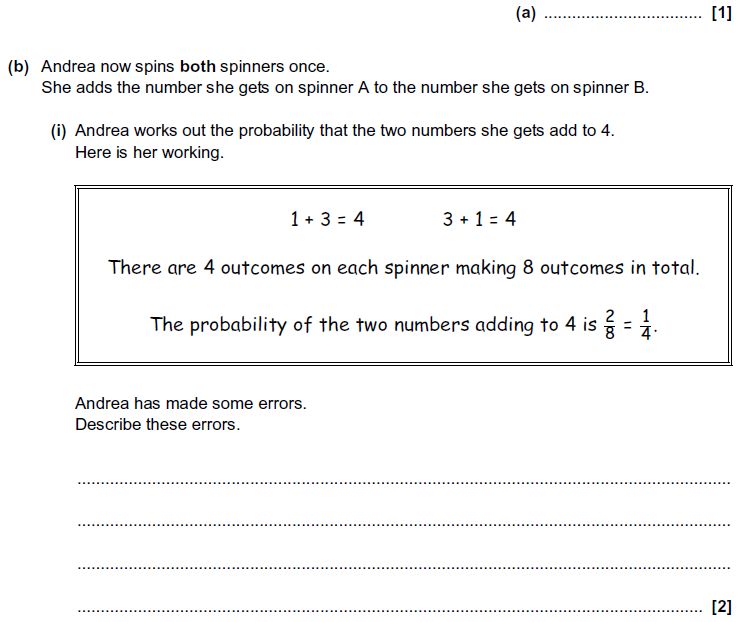 (a) .................................. [1]
(b) Andrea now spins both spinners once.
She adds the number she gets on spinner A to the number she gets on spinner B.
(i) Andrea works out the probability that the two numbers she gets add to 4.
Here is her working.
1 + 3 = 4 3 + 1 = 4
There are 4 outcomes on each spinner making 8 outcomes in total.
The probability of the two numbers adding to 4 is 2/8 = 1/4.
Andrea has made some errors.
Describe these errors.
..........................................................................................
..........................................................................................
..........................................................................................
.......................................................................................... [2]